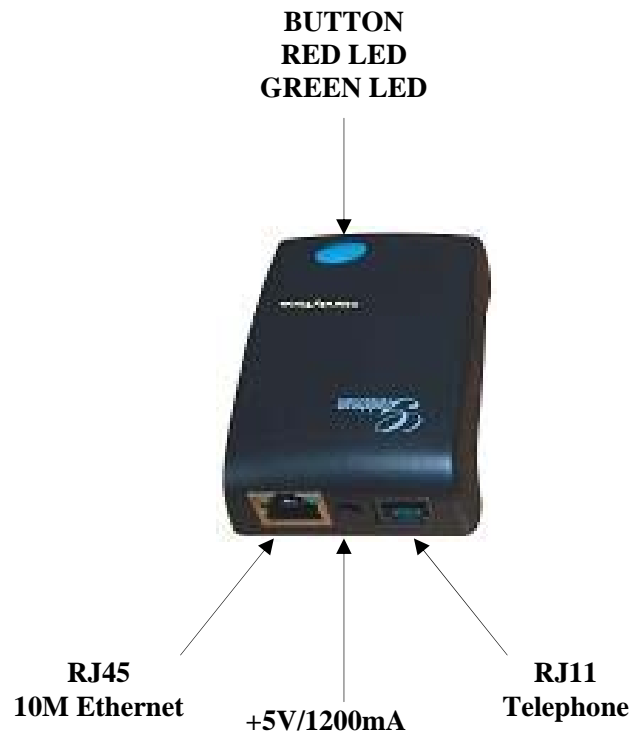 BUTTON
RED LED
GREEN LED
RJ45
10M Ethernet
+5V/1200mA
RJ11
Telephone